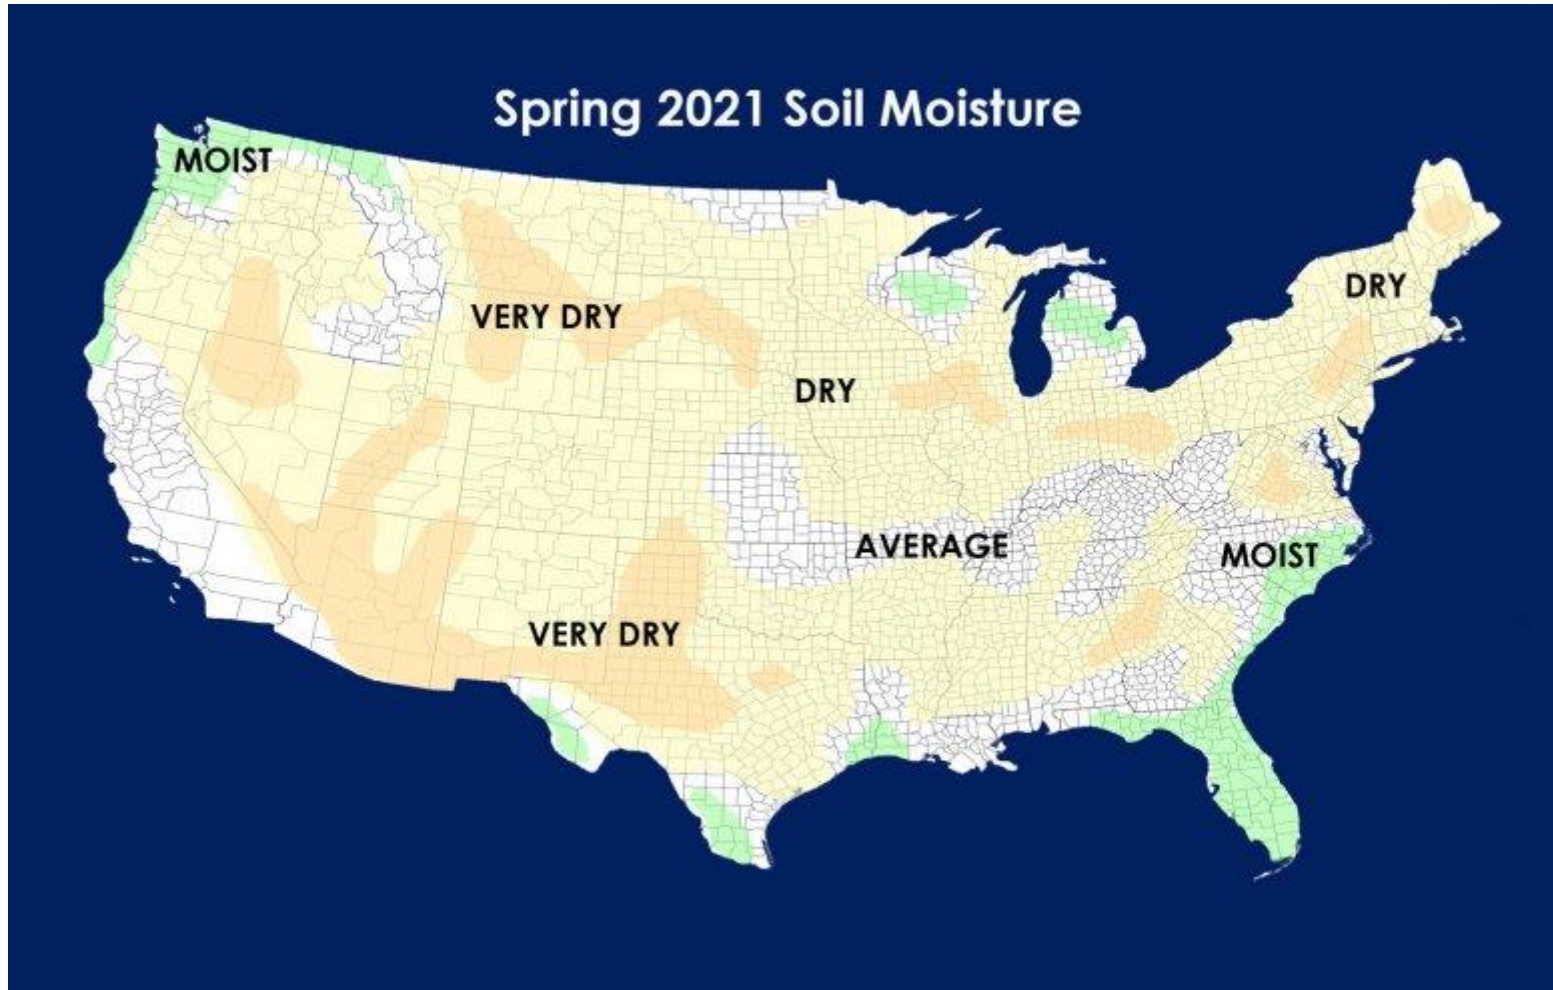 Spring 2021 Soil Moisture
MOIST
DRY
VERY DRY
DRY
AVERAGE
MOIST
VERY DRY